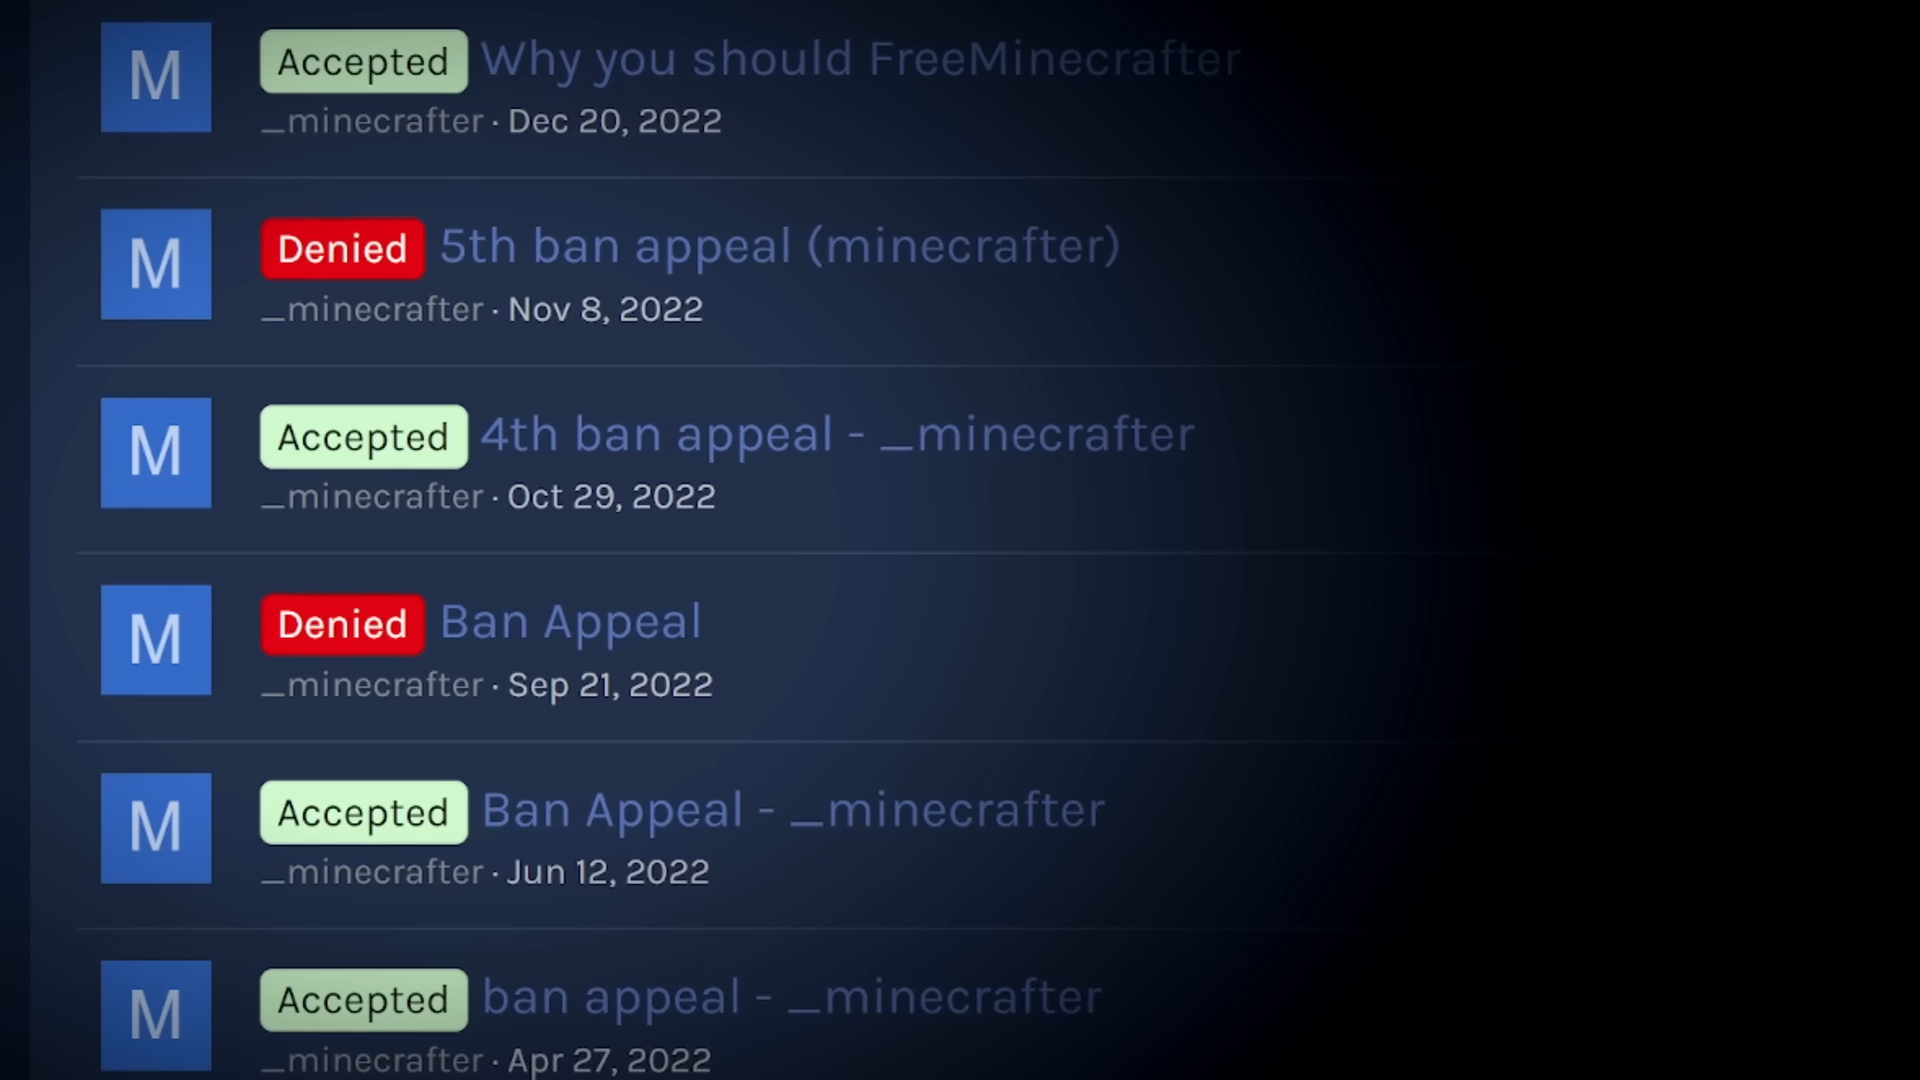 M
Accepted Why you should FreeMinecrafter
_minecrafter · Dec 20, 2022
M
Denied 5th ban appeal (minecrafter)
_minecrafter · Nov 8, 2022
M
Accepted 4th ban appeal - _minecrafter
_minecrafter · Oct 29, 2022
M
Denied Ban Appeal
_minecrafter · Sep 21, 2022
M
Accepted Ban Appeal - _minecrafter
_minecrafter · Jun 12, 2022
M
Accepted ban appeal - _minecrafter
_minecrafter · Apr 27, 2022